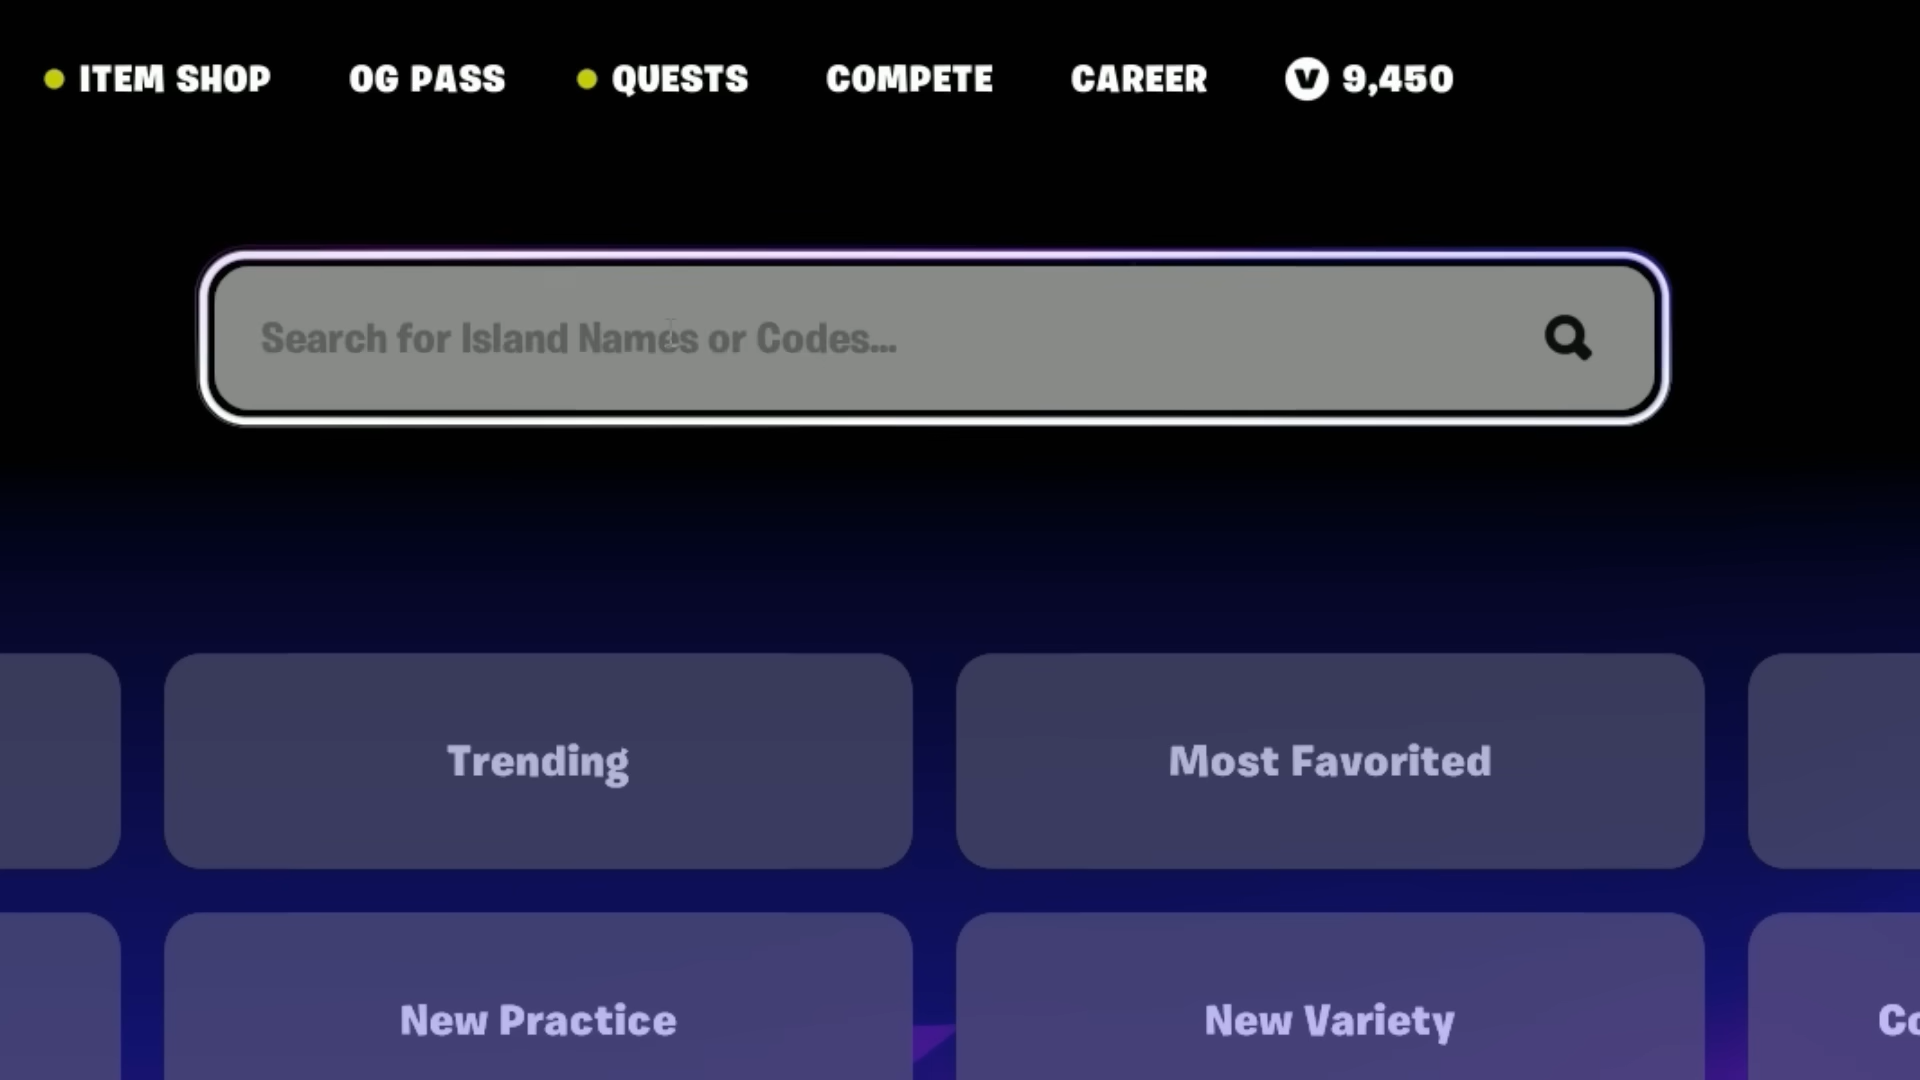 ITEM SHOP OG PASS QUESTS COMPETE CAREER V 9,450
Search for Island Names or Codes...
Trending Most Favorited
New Practice New Variety Co